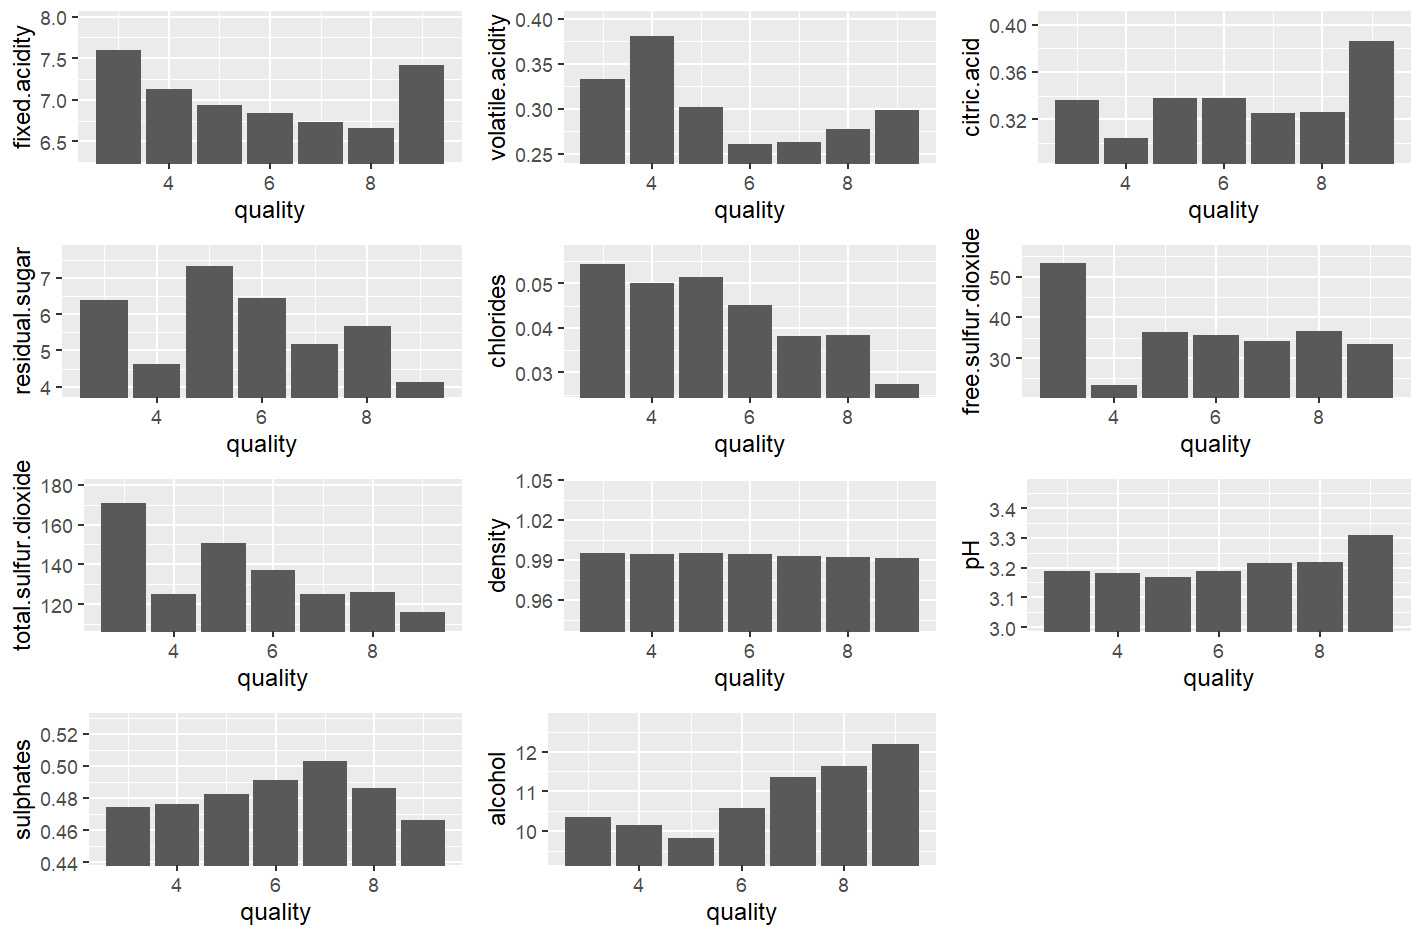 fixed.acidity
8.0
7.5
7.0
6.5
4 6 8
quality
volatile.acidity
0.40
0.35
0.30
0.25
4 6 8
quality
citric.acid
0.40
0.36
0.32
4 6 8
quality
residual.sugar
7
6
5
4
4 6 8
quality
chlorides
0.05
0.04
0.03
4 6 8
quality
free.sulfur.dioxide
50
40
30
4 6 8
quality
total.sulfur.dioxide
180
160
140
120
4 6 8
quality
density
1.05
1.02
0.99
0.96
4 6 8
quality
pH
3.4
3.3
3.2
3.1
3.0
4 6 8
quality
sulphates
0.52
0.50
0.48
0.46
0.44
4 6 8
quality
alcohol
12
11
10
4 6 8
quality